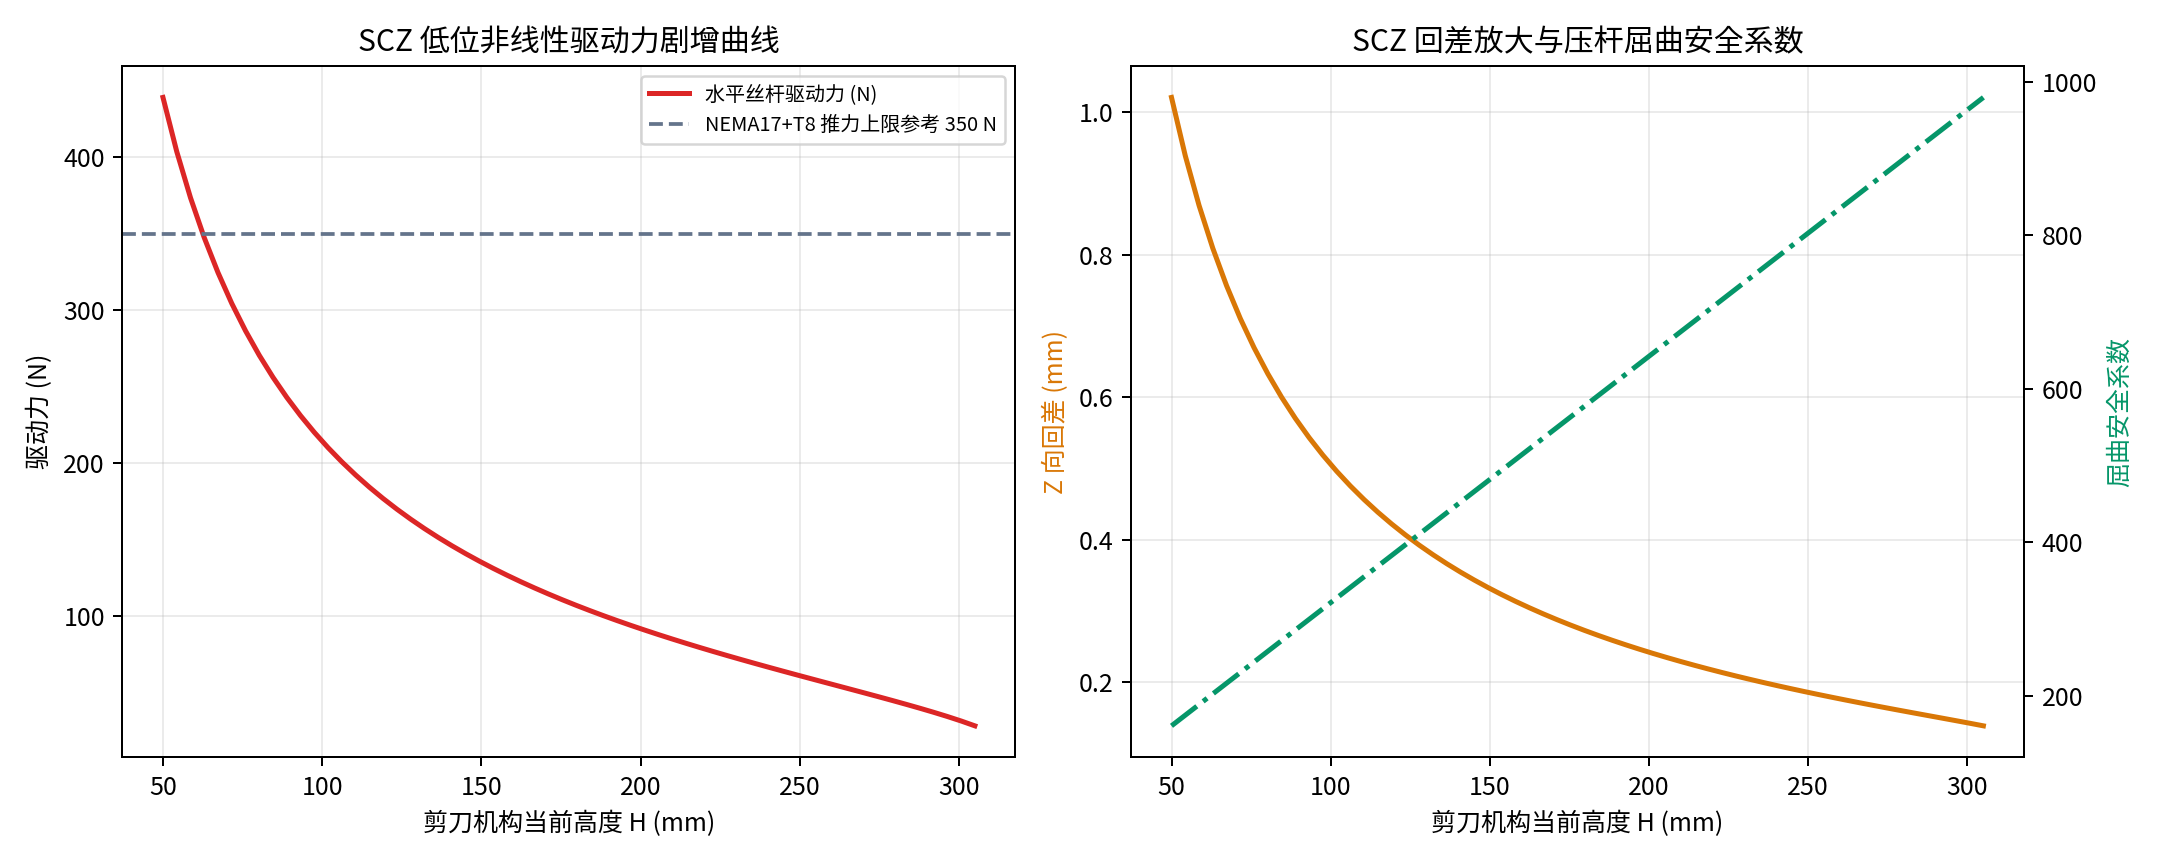 SCZ 低位非线性驱动力剧增曲线
水平丝杆驱动力 (N)
NEMA17+T8 推力上限参考 350 N
驱动力 (N)
400
300
200
100
50
100
150
200
250
300
剪刀机构当前高度 H (mm)
SCZ 回差放大与压杆屈曲安全系数
Z 向回差 (mm)
1.0
0.8
0.6
0.4
0.2
1000
800
600
400
200
屈曲安全系数
50
100
150
200
250
300
剪刀机构当前高度 H (mm)